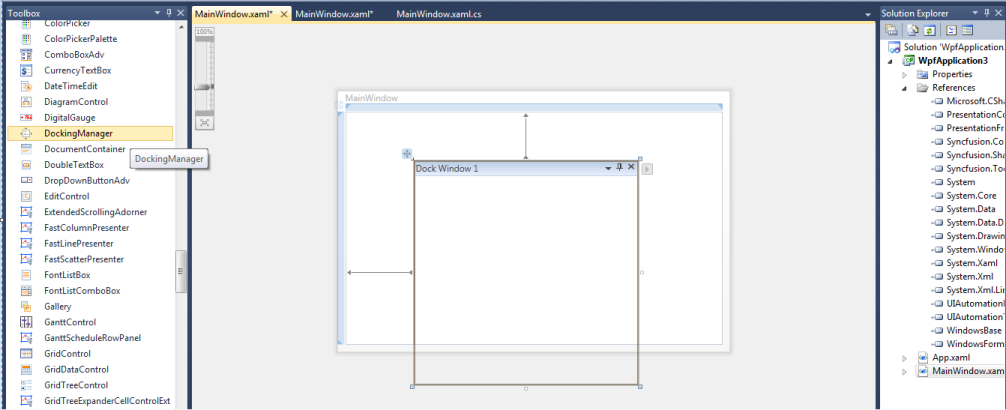 Toolbox
ColorPicker
ColorPickerPalette
ComboBoxAdv
CurrencyTextBox
DateTimeEdit
DiagramControl
DigitalGauge
DockingManager
DocumentContainer
DockingManager
DoubleTextBox
DropDownButtonAdv
EditControl
ExtendedScrollingAdorner
FastColumnPresenter
FastLinePresenter
FastScatterPresenter
FontListBox
FontListComboBox
Gallery
GanttControl
GanttScheduleRowPanel
GridControl
GridDataControl
GridTreeControl
GridTreeExpanderCellControlExt
MainWindow.xaml* MainWindow.xaml* MainWindow.xaml.cs
100%
MainWindow
Dock Window 1
Solution Explorer
Solution 'WpfApplication
WpfApplication3
Properties
References
Microsoft.CSha
PresentationCo
PresentationFr
Syncfusion.Co
Syncfusion.Sha
Syncfusion.To
System
System.Core
System.Data
System.Data.D
System.Drawin
System.Windo
System.Xaml
System.Xml
System.Xml.Lin
UIAutomation
UIAutomation
WindowsBase
WindowsForm
App.xaml
MainWindow.xam